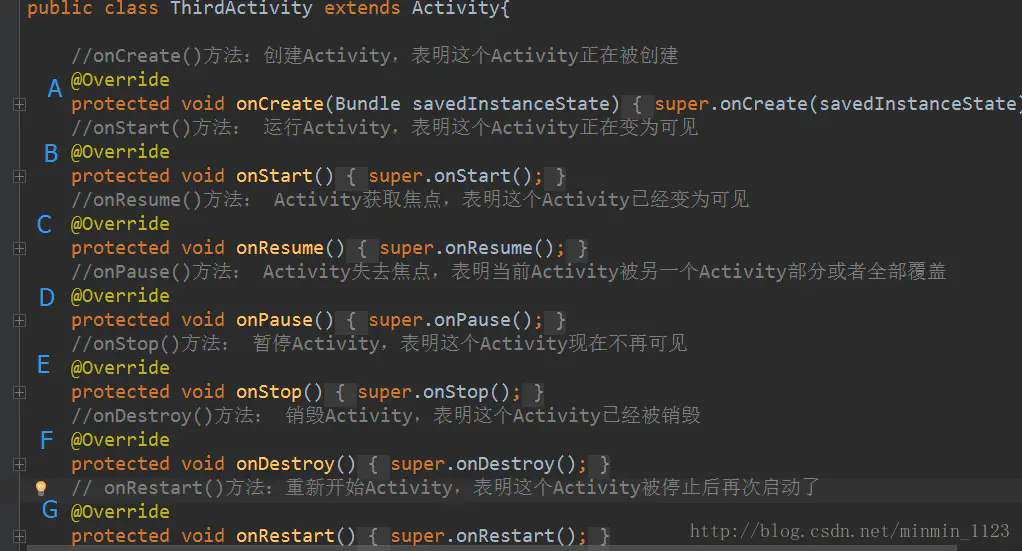 public class ThirdActivity extends Activity{
//onCreate()方法：创建Activity，表明这个Activity正在被创建
A @Override
protected void onCreate(Bundle savedInstanceState) { super.onCreate(savedInstanceState)
//onStart()方法： 运行Activity，表明这个Activity正在变为可见
B @Override
protected void onStart() { super.onStart(); }
//onResume()方法： Activity获取焦点，表明这个Activity已经变为可见
C @Override
protected void onResume() { super.onResume(); }
//onPause()方法： Activity失去焦点，表明当前Activity被另一个Activity部分或者全部覆盖
D @Override
protected void onPause() { super.onPause(); }
//onStop()方法： 暂停Activity，表明这个Activity现在不再可见
E @Override
protected void onStop() { super.onStop(); }
//onDestroy()方法： 销毁Activity，表明这个Activity已经被销毁
F @Override
protected void onDestroy() { super.onDestroy(); }
// onRestart()方法：重新开始Activity，表明这个Activity被停止后再次启动了
G @Override
protected void onRestart() { super.onRestart(); }
http://blog.csdn.net/minmin_1123